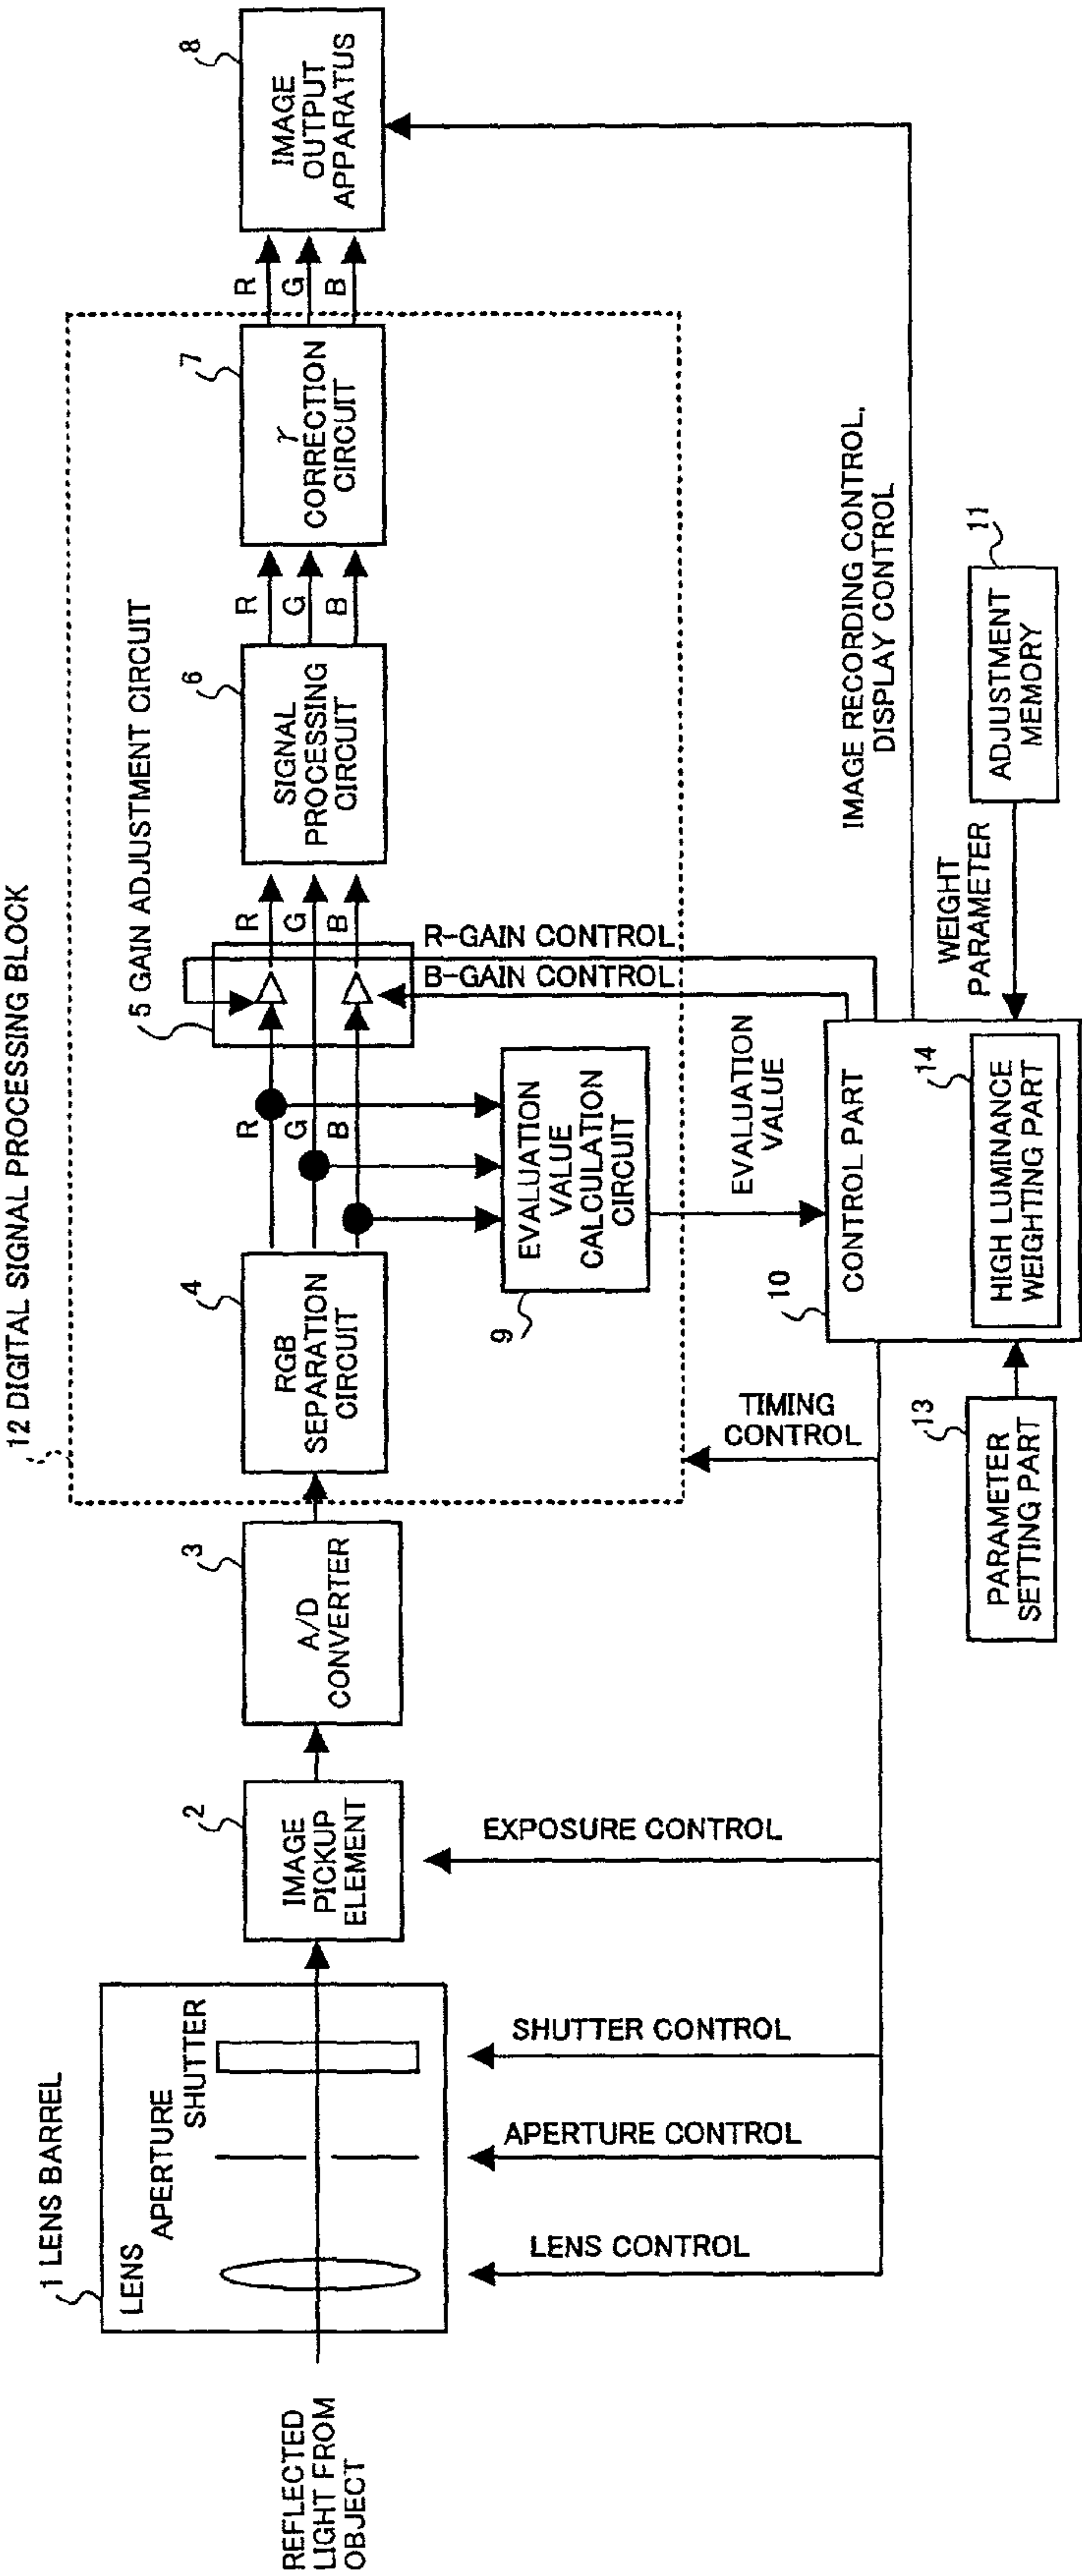 12 DIGITAL SIGNAL PROCESSING BLOCK
1 LENS BARREL
LENS
APERTURE
SHUTTER
REFLECTED
LIGHT FROM
OBJECT
2
IMAGE
PICKUP
ELEMENT
3
A/D
CONVERTER
4
RGB
SEPARATION
CIRCUIT
R
G
B
5 GAIN ADJUSTMENT CIRCUIT
R
G
B
6
SIGNAL
PROCESSING
CIRCUIT
R
G
B
7
γ
CORRECTION
CIRCUIT
R
G
B
8
IMAGE
OUTPUT
APPARATUS
9
EVALUATION
VALUE
CALCULATION
CIRCUIT
R-GAIN CONTROL
B-GAIN CONTROL
LENS CONTROL
APERTURE CONTROL
SHUTTER CONTROL
EXPOSURE CONTROL
TIMING
CONTROL
EVALUATION
VALUE
IMAGE RECORDING CONTROL,
DISPLAY CONTROL
10
CONTROL PART
14
HIGH LUMINANCE
WEIGHTING PART
13
PARAMETER
SETTING PART
WEIGHT
PARAMETER
11
ADJUSTMENT
MEMORY